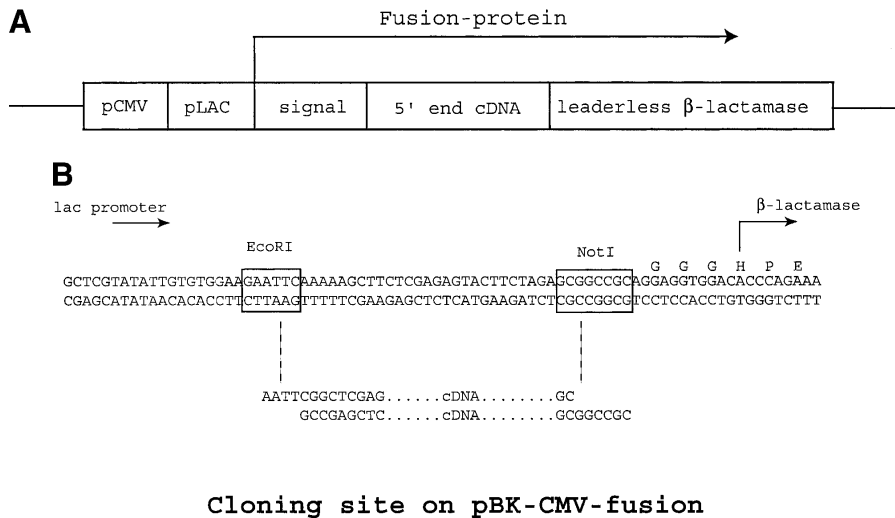 A
Fusion-protein
pCMV pLAC signal 5' end cDNA leaderless β-lactamase
B
lac promoter
β-lactamase
EcoRI
NotI
G G G H P E
GCTCGTATATTGTGTGGAAGAATTCAAAAAGCTTCTCGAGAGTACTTCTAGAGCGGCCGCAGGAGGTGGACACCCAGAAA
CGAGCATATAACACACCTTCTTAAGTTTTTCGAAGAGCTCTCATGAAGATCTCGCCGGCGTCCTCCACCTGTGGGTCTTT
AATTCGGCTCGAG......cDNA........GC
GCCGAGCTC......cDNA........GCGGCCGC
Cloning site on pBK-CMV-fusion